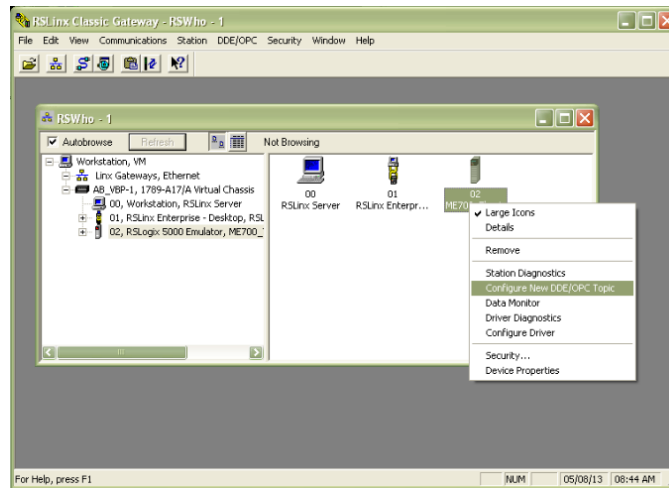 RSLinx Classic Gateway - RSWho - 1
File Edit View Communications Station DDE/OPC Security Window Help
RSWho - 1
Autobrowse Refresh Not Browsing
Workstation, VM
Linx Gateways, Ethernet
AB_VBP-1, 1789-A17/A Virtual Chassis
00, Workstation, RSLinx Server
01, RSLinx Enterprise - Desktop, RSL
02, RSLogix 5000 Emulator, ME700_
00
RSLinx Server
01
RSLinx Enterpr...
02
Large Icons
Details
Remove
Station Diagnostics
Configure New DDE/OPC Topic
Data Monitor
Driver Diagnostics
Configure Driver
Security...
Device Properties
For Help, press F1 NUM 05/08/13 08:44 AM